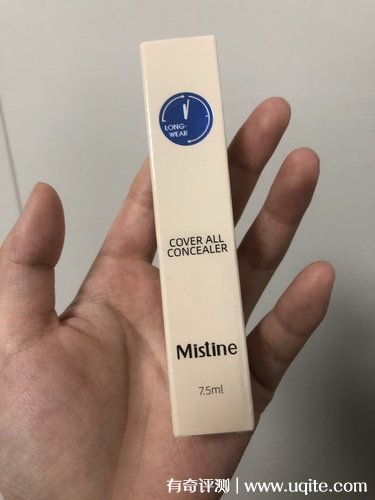 LONG-
WEAR
COVER ALL
CONCEALER
Mistine
7.5ml
有奇评测 | www.uqite.com